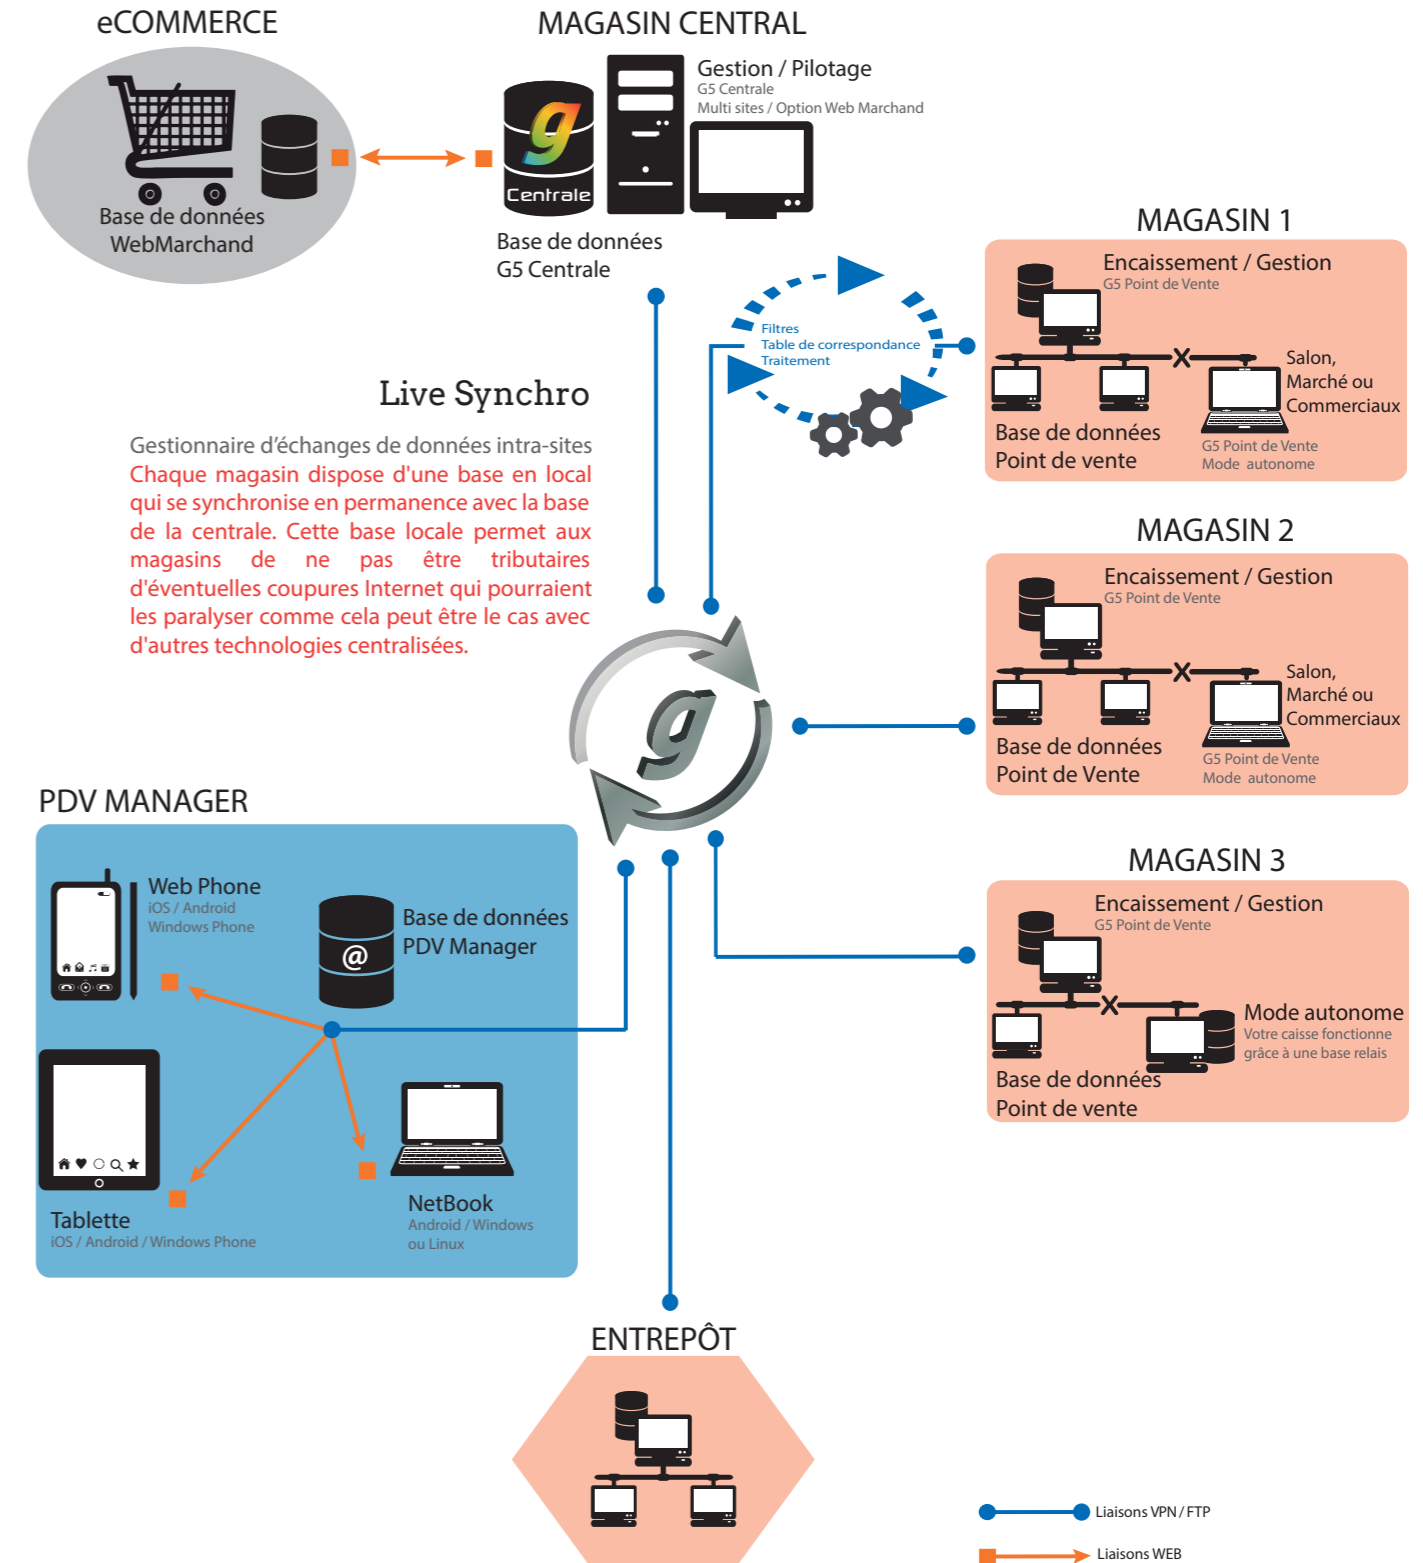 eCOMMERCE
MAGASIN CENTRAL
Gestion / Pilotage
G5 Centrale
Multi sites / Option Web Marchand
g
Centrale
Base de données
WebMarchand
Base de données
G5 Centrale
MAGASIN 1
Encaissement / Gestion
G5 Point de Vente
Filtres
Table de correspondance
Traitement
Salon,
Marché ou
Commerciaux
Base de données
Point de vente
G5 Point de Vente
Mode autonome
Live Synchro
Gestionnaire d'échanges de données intra-sites
Chaque magasin dispose d'une base en local
qui se synchronise en permanence avec la base
de la centrale. Cette base locale permet aux
magasins de ne pas être tributaires
d'éventuelles coupures Internet qui pourraient
les paralyser comme cela peut être le cas avec
d'autres technologies centralisées.
MAGASIN 2
Encaissement / Gestion
G5 Point de Vente
Salon,
Marché ou
Commerciaux
Base de données
Point de Vente
G5 Point de Vente
Mode autonome
g
PDV MANAGER
Web Phone
iOS / Android
Windows Phone
@
Base de données
PDV Manager
Tablette
iOS / Android / Windows Phone
NetBook
Android / Windows
ou Linux
MAGASIN 3
Encaissement / Gestion
G5 Point de Vente
Mode autonome
Votre caisse fonctionne
grâce à une base relais
Base de données
Point de vente
ENTREPÔT
Liaisons VPN / FTP
Liaisons WEB